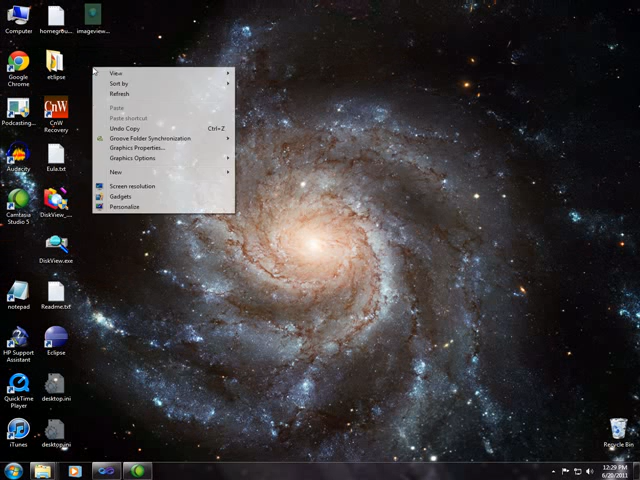 Computer
homegrou...
imageview...
Google Chrome
eclipse
Podcasting...
CnW Recovery
Audacity
Eula.txt
Camtasia Studio 5
DiskView_...
DiskView.exe
notepad
Readme.txt
HP Support Assistant
Eclipse
QuickTime Player
desktop.ini
iTunes
desktop.ini
View
Sort by
Refresh
Paste
Paste shortcut
Undo Copy Ctrl+Z
Groove Folder Synchronization
Graphics Properties...
Graphics Options
New
Screen resolution
Gadgets
Personalize
CnW
Recycle Bin
12:29 PM
6/20/2011